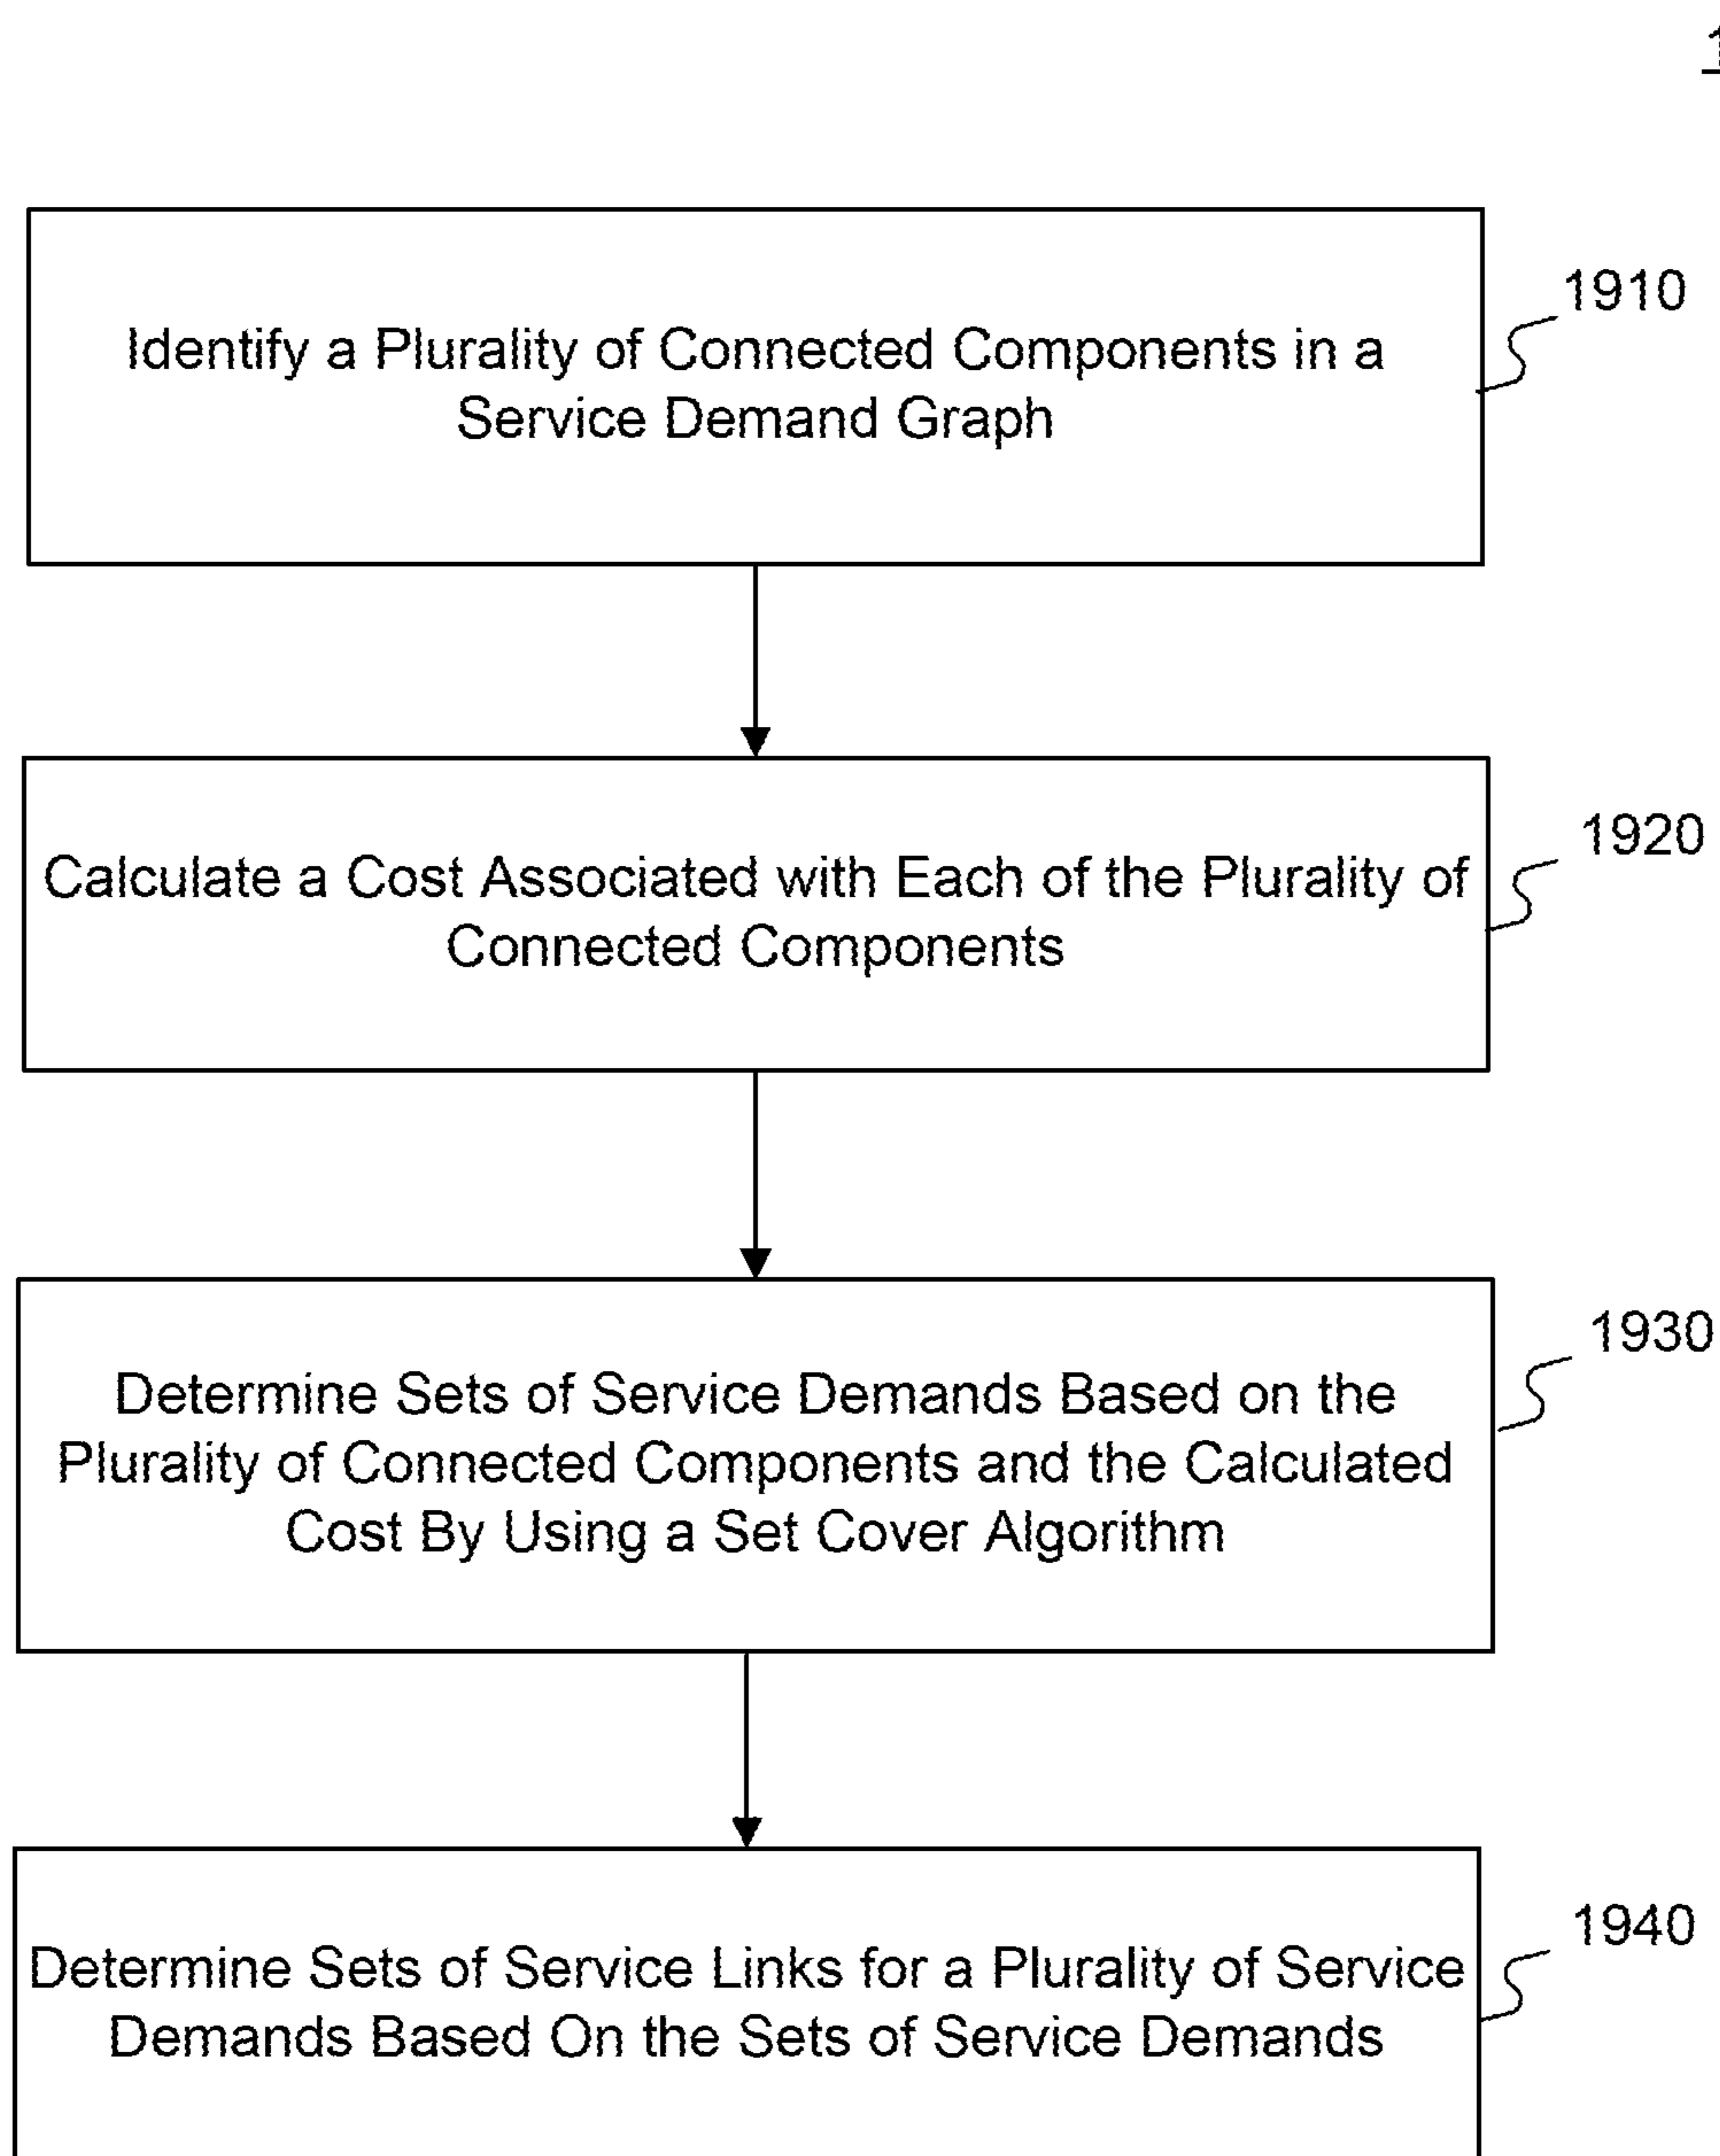 1910
Identify a Plurality of Connected Components in a
Service Demand Graph
1920
Calculate a Cost Associated with Each of the Plurality of
Connected Components
1930
Determine Sets of Service Demands Based on the
Plurality of Connected Components and the Calculated
Cost By Using a Set Cover Algorithm
1940
Determine Sets of Service Links for a Plurality of Service
Demands Based On the Sets of Service Demands